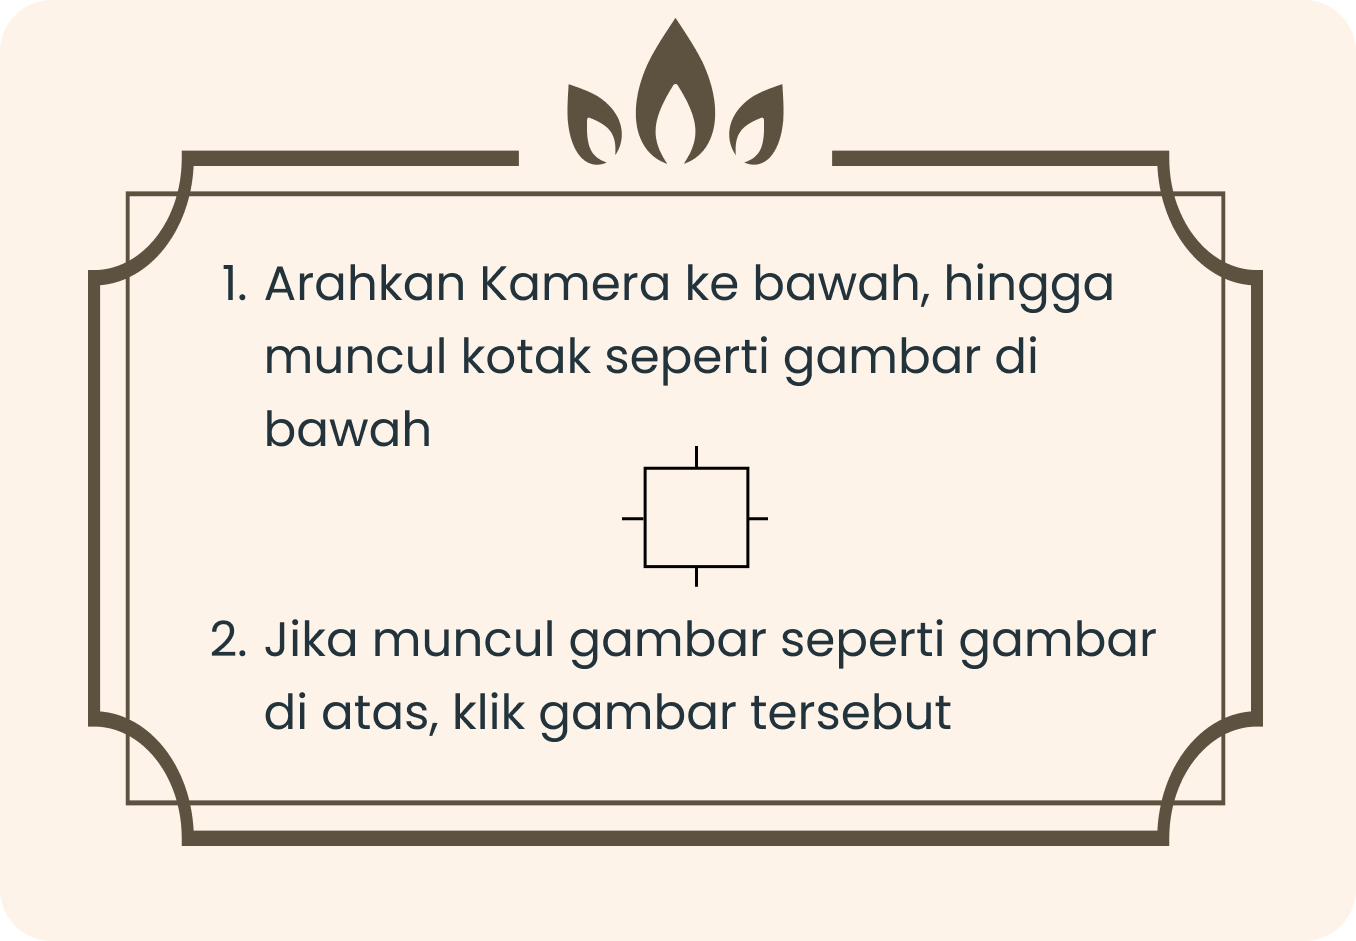 1. Arahkan Kamera ke bawah, hingga
muncul kotak seperti gambar di
bawah
2. Jika muncul gambar seperti gambar
di atas, klik gambar tersebut